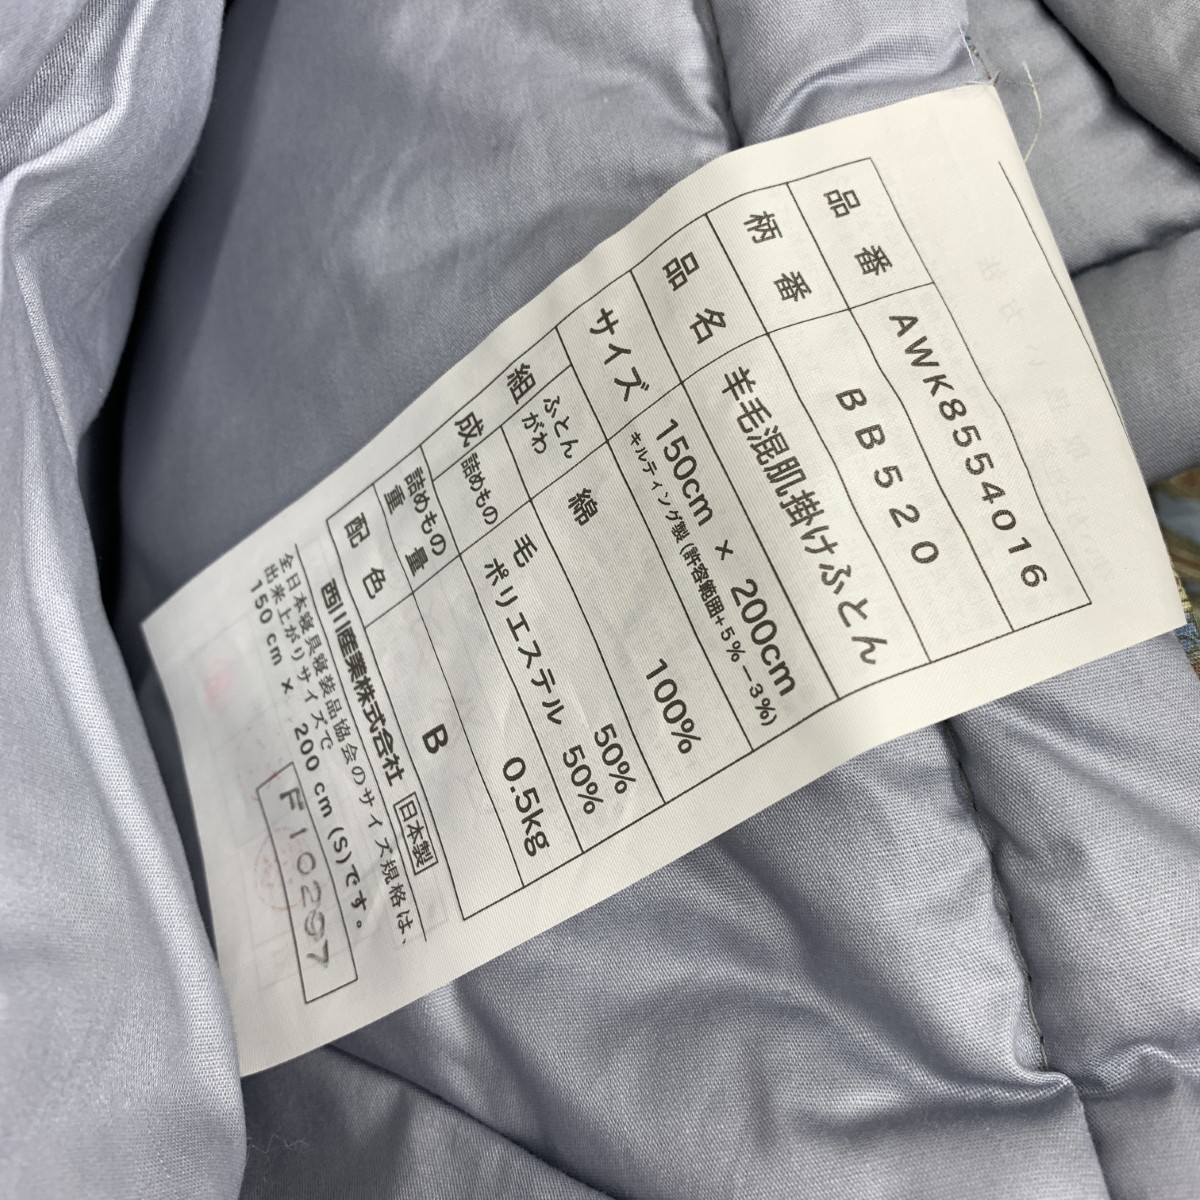 品番 AWK8554016
柄番 BB520
品名 羊毛混肌掛けふとん
サイズ 150cm × 200cm
キルティング製(許容範囲+5%−3%)
組成 ふとんがわ 綿 100%
詰めもの 毛 50%
ポリエステル 50%
詰めもの重量 0.5kg
配色 B
西川産業株式会社 日本製
全日本寝具寝装品協会のサイズ規格は、
出来上がりサイズで
150 cm × 200 cm (S)です。
F10297